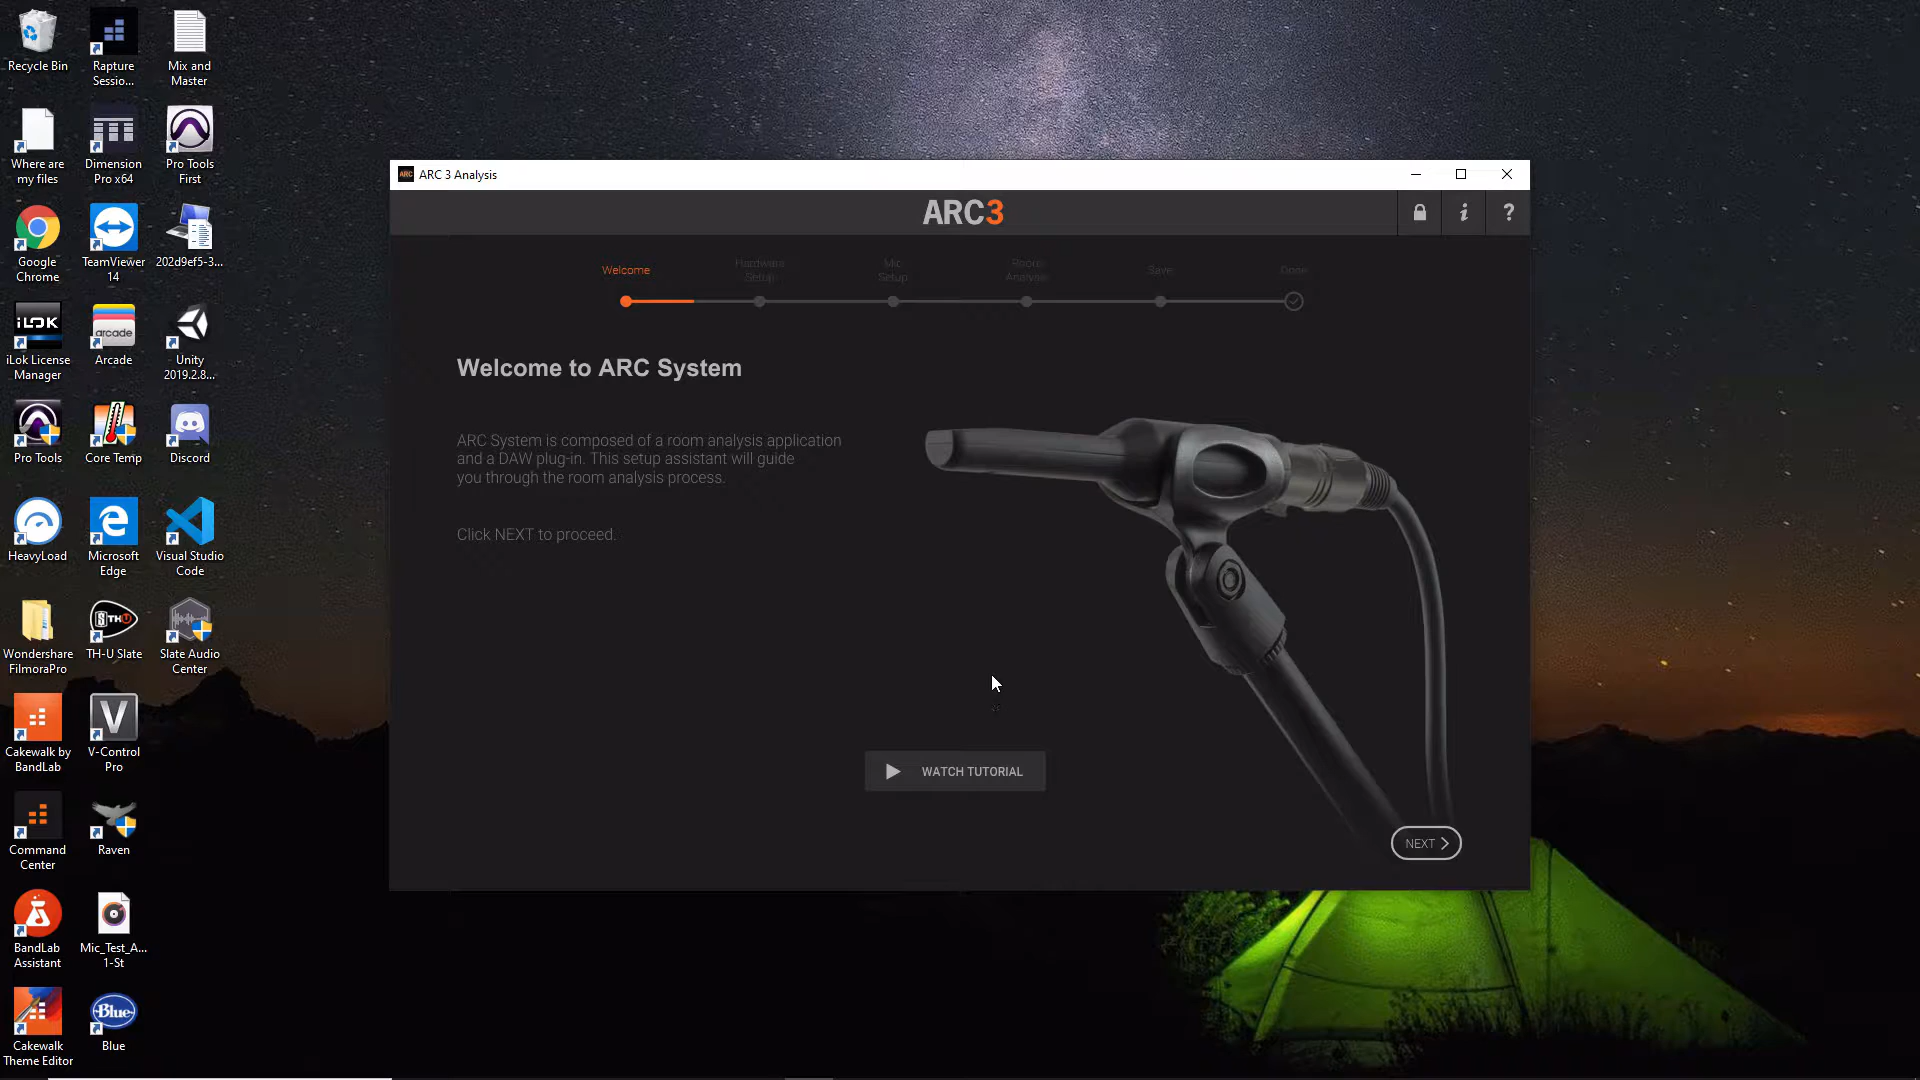 Recycle Bin
Rapture
Sessio...
Mix and
Master
Where are
my files
Dimension
Pro x64
Pro Tools
First
Google
Chrome
TeamViewer
14
202d9ef5-3...
iLOK
iLok License
Manager
arcade
Arcade
Unity
2019.2.8...
Pro Tools
Core Temp
Discord
HeavyLoad
Microsoft
Edge
Visual Studio
Code
Wondershare
FilmoraPro
STHU
TH-U Slate
Slate Audio
Center
Cakewalk by
BandLab
V-Control
Pro
Command
Center
Raven
BandLab
Assistant
Mic_Test_A...
1-St
Cakewalk
Theme Editor
Blue
Blue
ARC
ARC 3 Analysis
ARC3
i
?
Welcome
Hardware
Setup
Mic
Setup
Room
Analysis
Save
Done
Welcome to ARC System
ARC System is composed of a room analysis application
and a DAW plug-in. This setup assistant will guide
you through the room analysis process.
Click NEXT to proceed.
WATCH TUTORIAL
NEXT